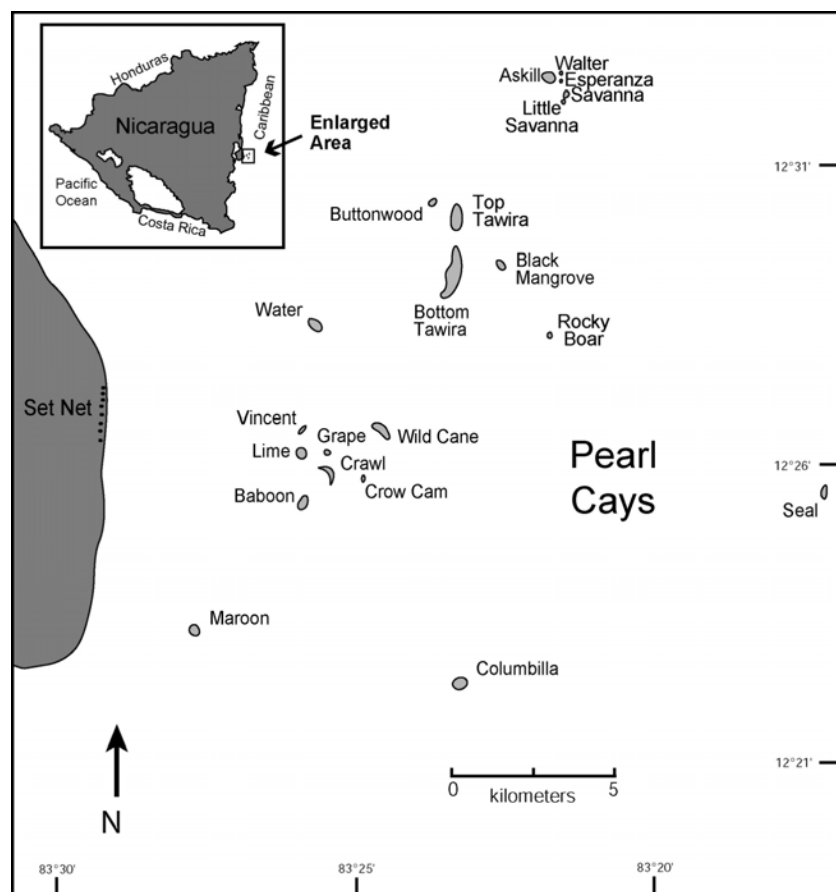 Honduras
Nicaragua
Caribbean
Pacific
Ocean
Costa Rica
Enlarged
Area
Walter
Askill
Esperanza
Savanna
Little
Savanna
12°31'
Buttonwood
Top
Tawira
Black
Mangrove
Water
Bottom
Tawira
Rocky
Boar
Set Net
Vincent
Grape
Wild Cane
Lime
Crawl
Pearl
Cays
12°26'
Baboon
Crow Cam
Seal
Maroon
Columbilla
12°21'
0 5
kilometers
N
83°30' 83°25' 83°20'